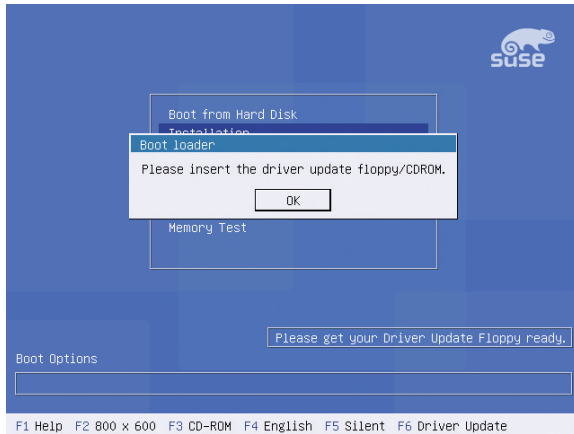 SUSE
Boot from Hard Disk
Installation
Boot loader
Please insert the driver update floppy/CDROM.
OK
Memory Test
Please get your Driver Update Floppy ready.
Boot Options
F1 Help F2 800 x 600 F3 CD-ROM F4 English F5 Silent F6 Driver Update